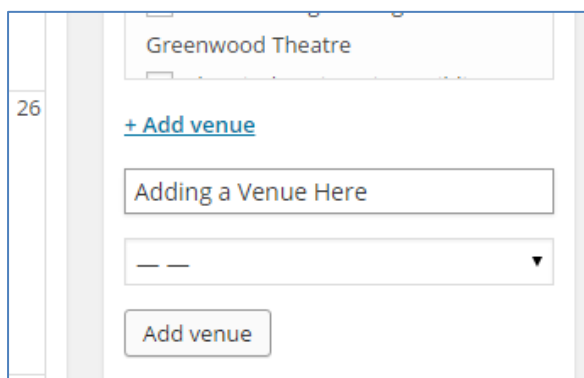 Greenwood Theatre
26
+ Add venue
Adding a Venue Here
— —
Add venue